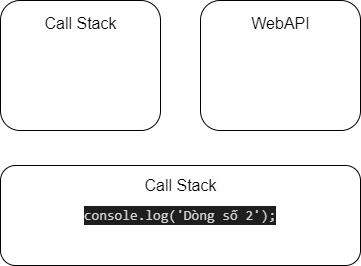 Call Stack
WebAPI
Call Stack
console.log('Dòng số 2');